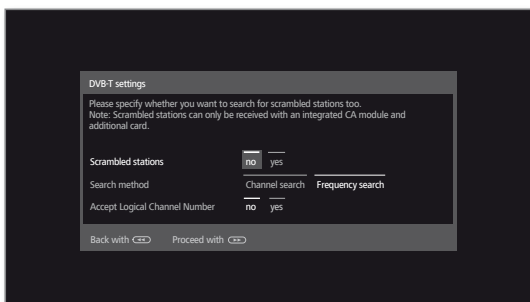 DVB-T settings
Please specify whether you want to search for scrambled stations too.
Note: Scrambled stations can only be received with an integrated CA module and
additional card.
Scrambled stations no yes
Search method Channel search Frequency search
Accept Logical Channel Number no yes
Back with Proceed with